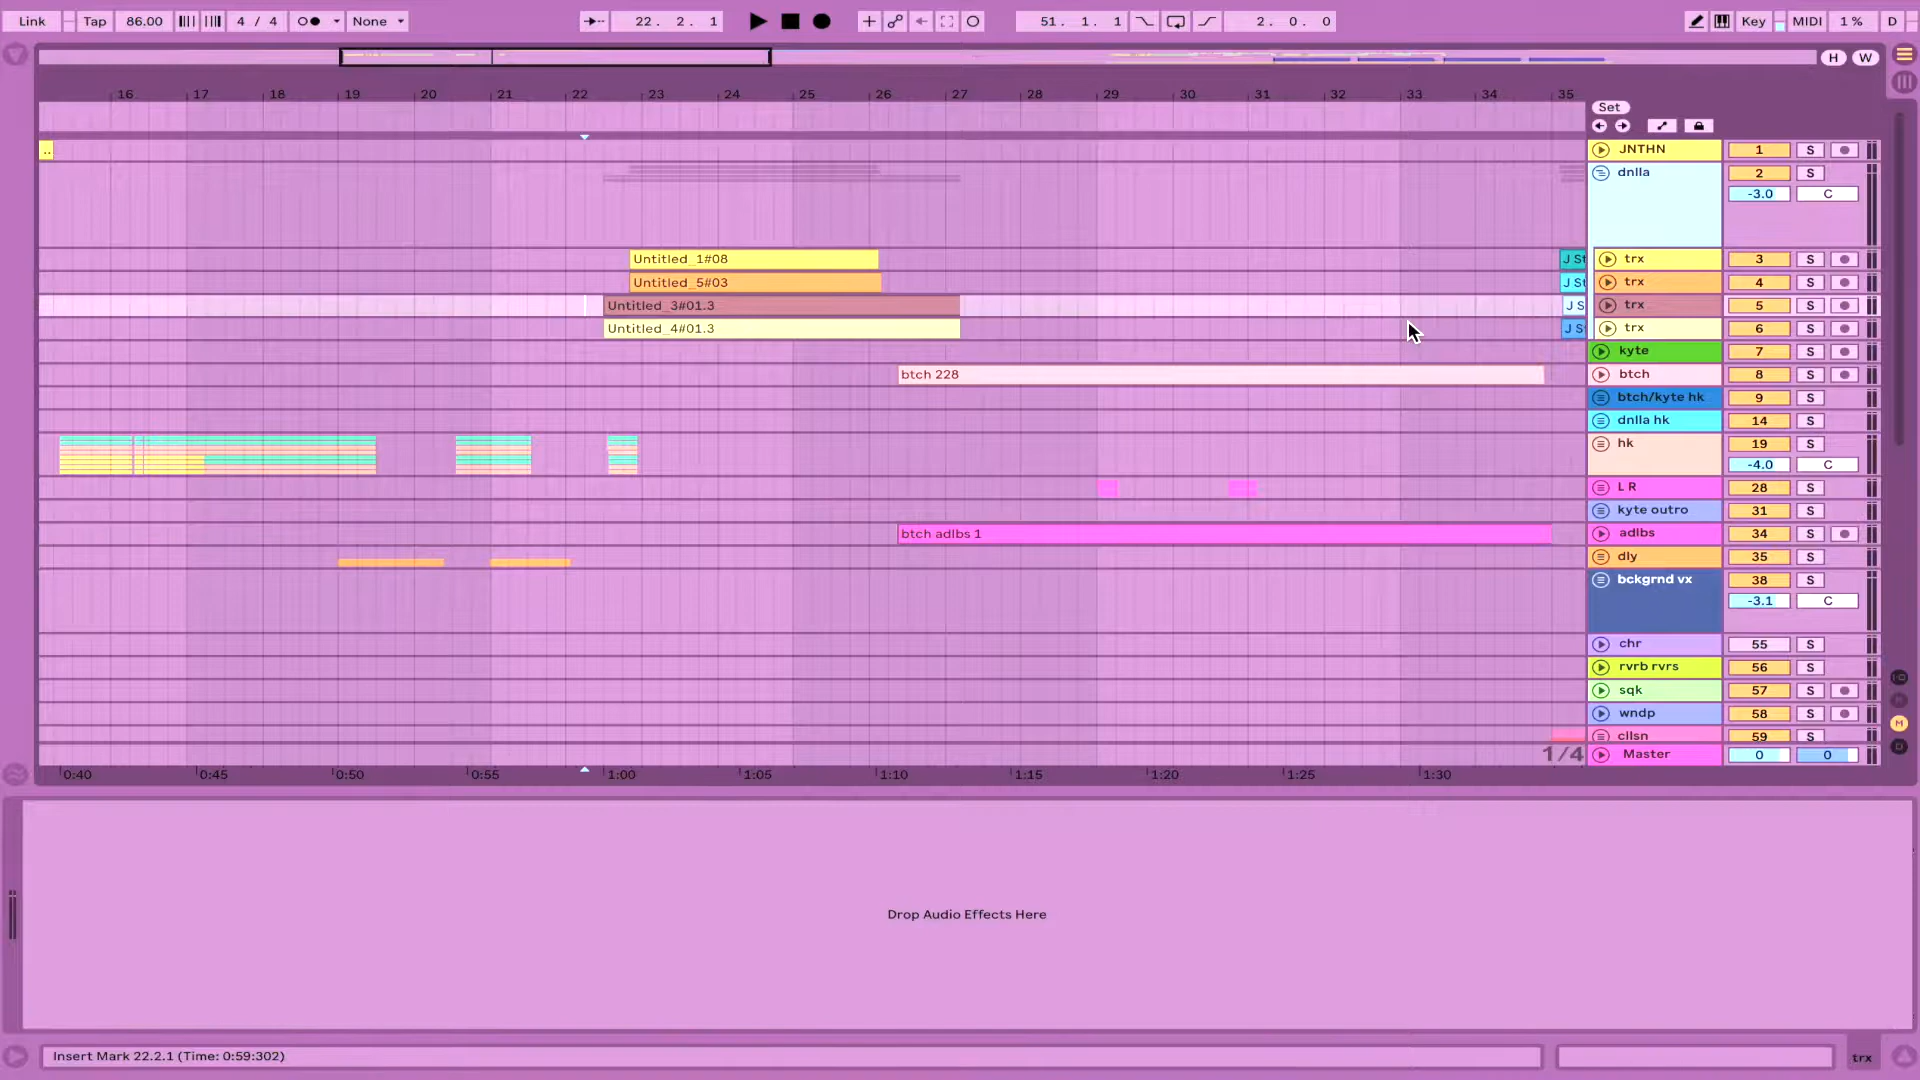 Link Tap 86.00 4 / 4 None 22. 2. 1 51. 1. 1 2. 0. 0 Key MIDI 1 % D
H W
16 17 18 19 20 21 22 23 24 25 26 27 28 29 30 31 32 33 34 35
Set
.. JNTHN 1 S
dnlla 2 S
-3.0 C
Untitled_1#08 J St trx 3 S
Untitled_5#03 J St trx 4 S
Untitled_3#01.3 J S trx 5 S
Untitled_4#01.3 J S trx 6 S
kyte 7 S
btch 228 btch 8 S
btch/kyte hk 9 S
dnlla hk 14 S
hk 19 S
-4.0 C
L R 28 S
kyte outro 31 S
btch adlbs 1 adlbs 34 S
dly 35 S
bckgrnd vx 38 S
-3.1 C
chr 55 S
rvrb rvrs 56 S
sqk 57 S
wndp 58 S
M
cllsn 59 S
D
1/4 Master 0 0
0:40 0:45 0:50 0:55 1:00 1:05 1:10 1:15 1:20 1:25 1:30
Drop Audio Effects Here
Insert Mark 22.2.1 (Time: 0:59:302) trx